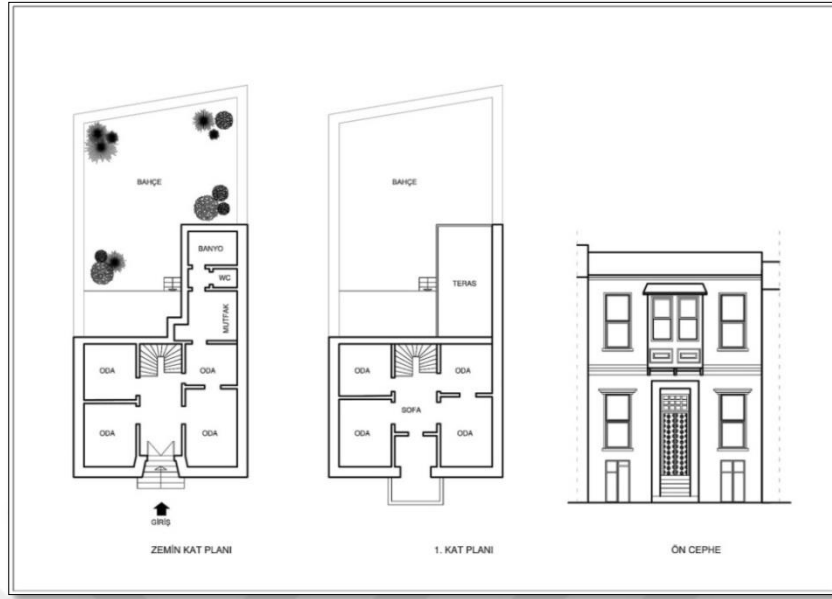 BAHÇE
BANYO
WC
MUTFAK
ODA
ODA
ODA
ODA
GİRİŞ
ZEMİN KAT PLANI
BAHÇE
TERAS
ODA
ODA
SOFA
ODA
ODA
1. KAT PLANI
ÖN CEPHE